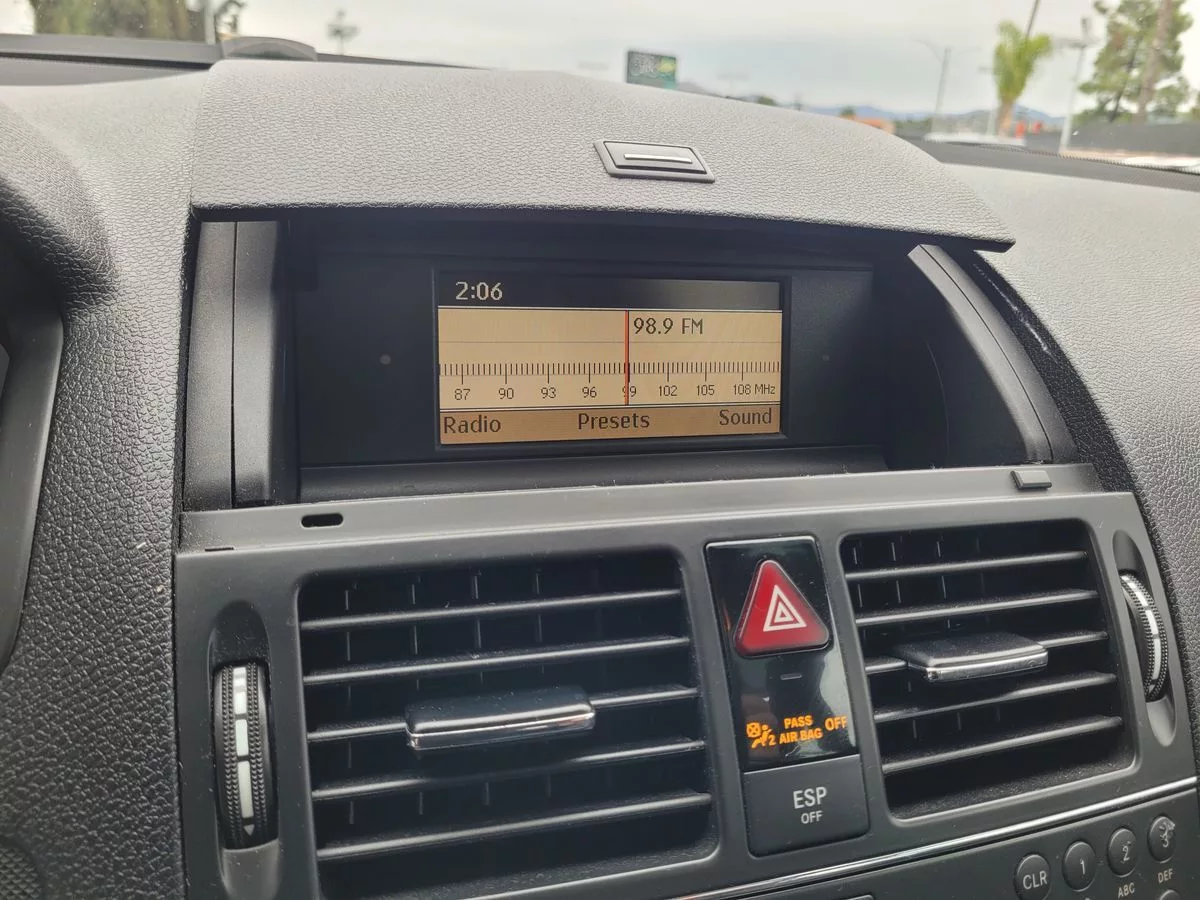 2:06
98.9 FM
87 90 93 96 99 102 105 108 MHz
Radio Presets Sound
PASS OFF
2 AIR BAG
ESP
OFF
CLR 1 2 3
ABC DEF